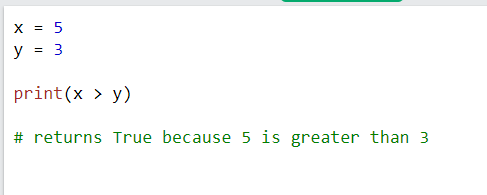 x = 5
y = 3
print(x > y)
# returns True because 5 is greater than 3